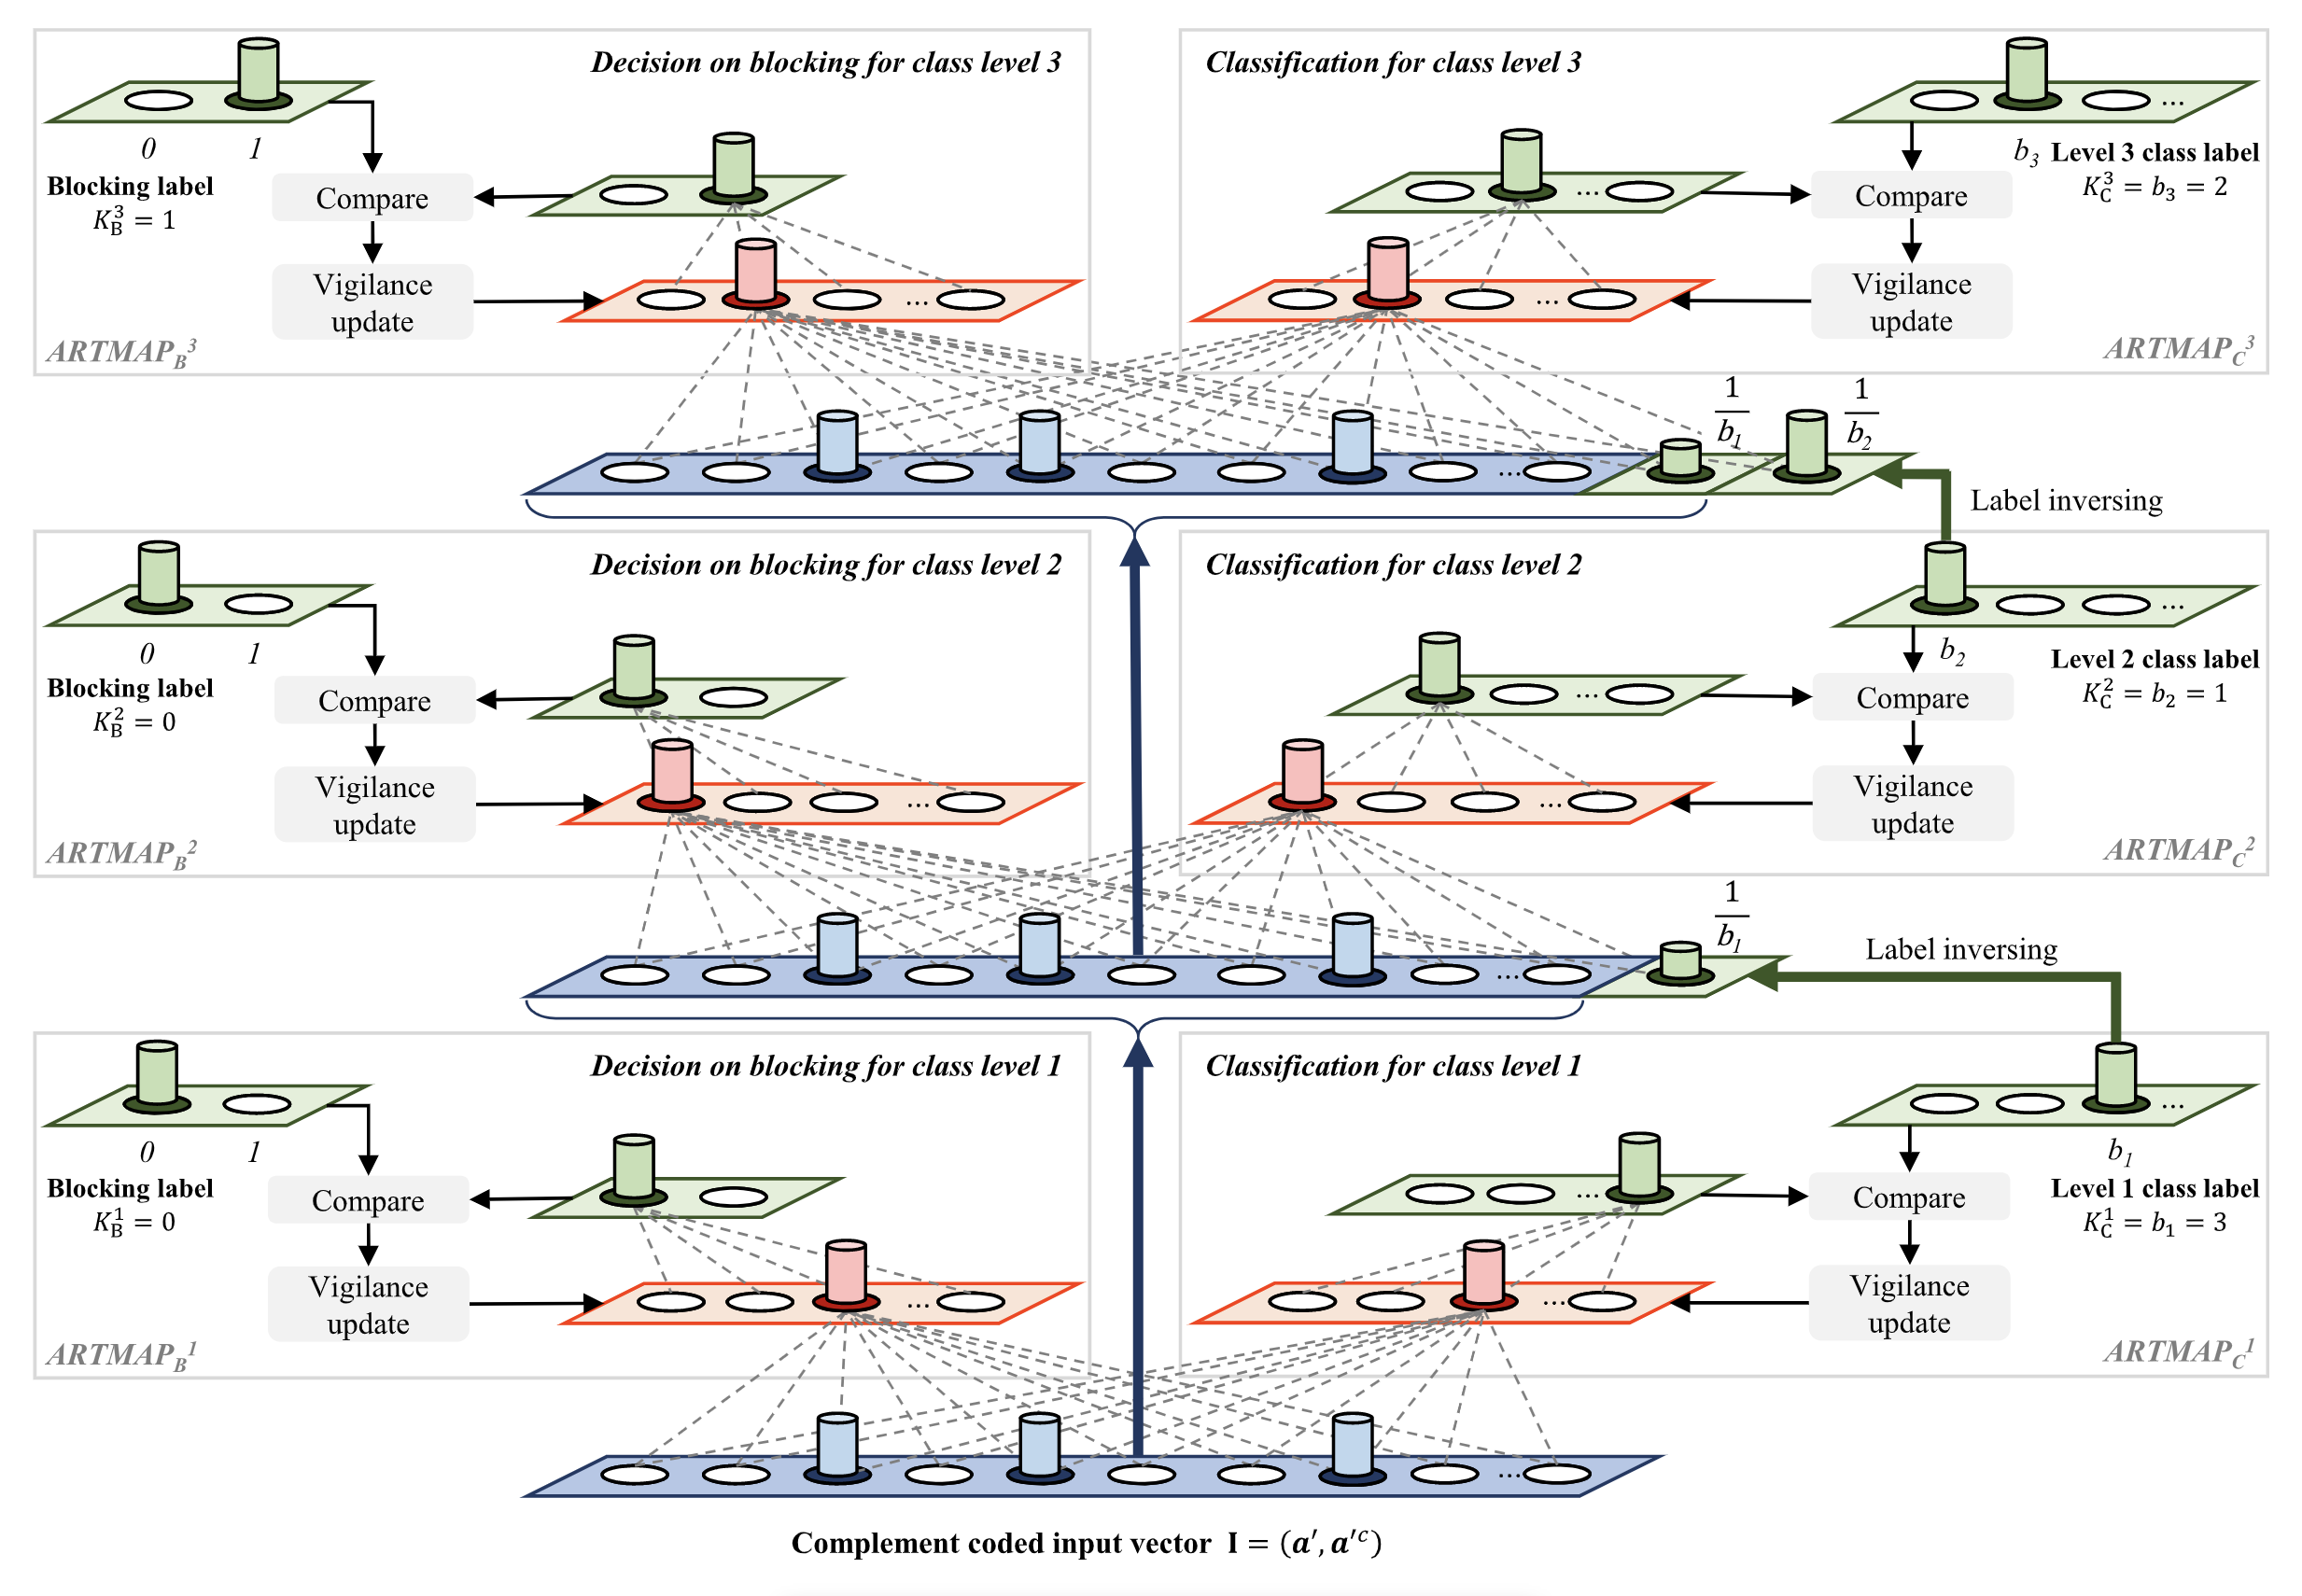 Decision on blocking for class level 3
0 1
Blocking label
K_B^3 = 1
Compare
Vigilance
update
ARTMAP_B^3
Classification for class level 3
...
b_3 Level 3 class label
K_C^3 = b_3 = 2
Compare
Vigilance
update
ARTMAP_C^3
1/b_1
1/b_2
Label inversing
Decision on blocking for class level 2
0 1
Blocking label
K_B^2 = 0
Compare
Vigilance
update
ARTMAP_B^2
Classification for class level 2
...
b_2
Level 2 class label
K_C^2 = b_2 = 1
Compare
Vigilance
update
ARTMAP_C^2
1/b_1
Label inversing
Decision on blocking for class level 1
0 1
Blocking label
K_B^1 = 0
Compare
Vigilance
update
ARTMAP_B^1
Classification for class level 1
...
b_1
Level 1 class label
K_C^1 = b_1 = 3
Compare
Vigilance
update
ARTMAP_C^1
Complement coded input vector I = (a', a'^c)